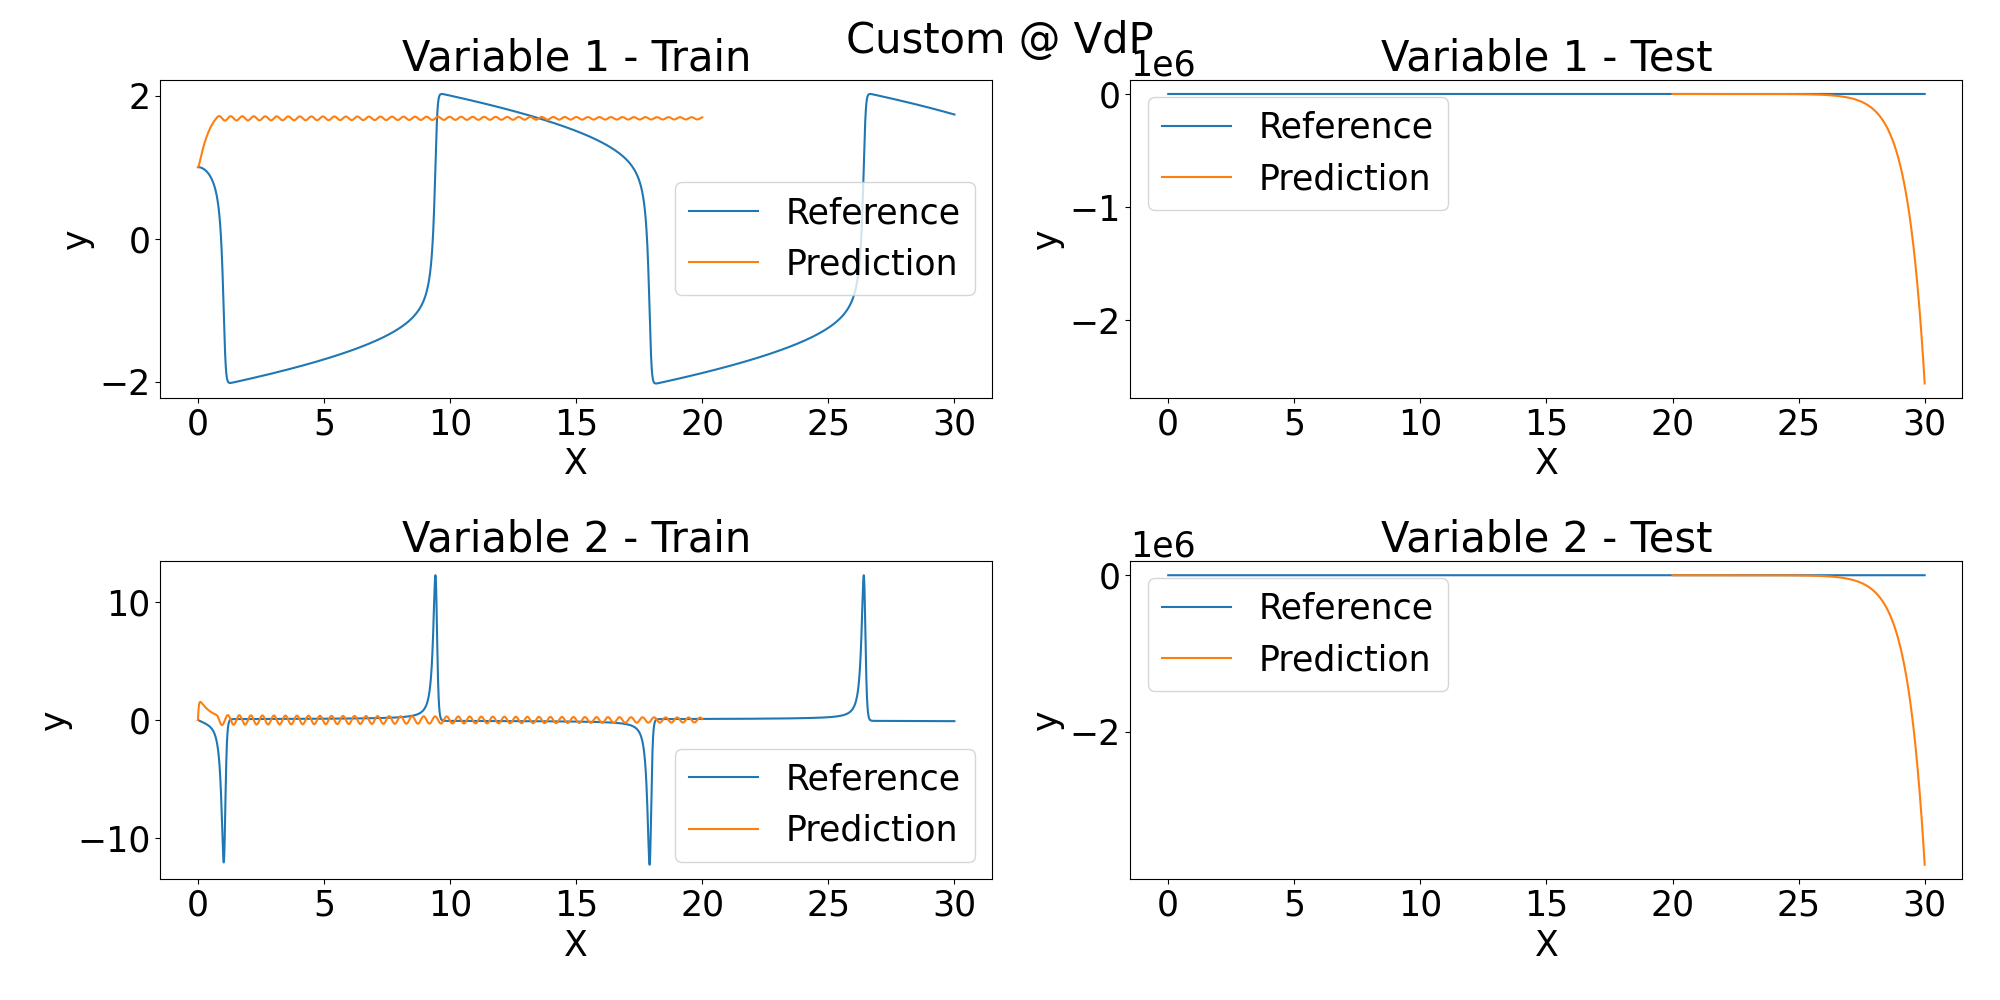 Custom @ VdP
Variable 1 - Train
2
0
−2
y
Reference
Prediction
0 5 10 15 20 25 30
X
1e6
Variable 1 - Test
0
−1
−2
y
Reference
Prediction
0 5 10 15 20 25 30
X
Variable 2 - Train
10
0
−10
y
Reference
Prediction
0 5 10 15 20 25 30
X
1e6
Variable 2 - Test
0
−2
y
Reference
Prediction
0 5 10 15 20 25 30
X